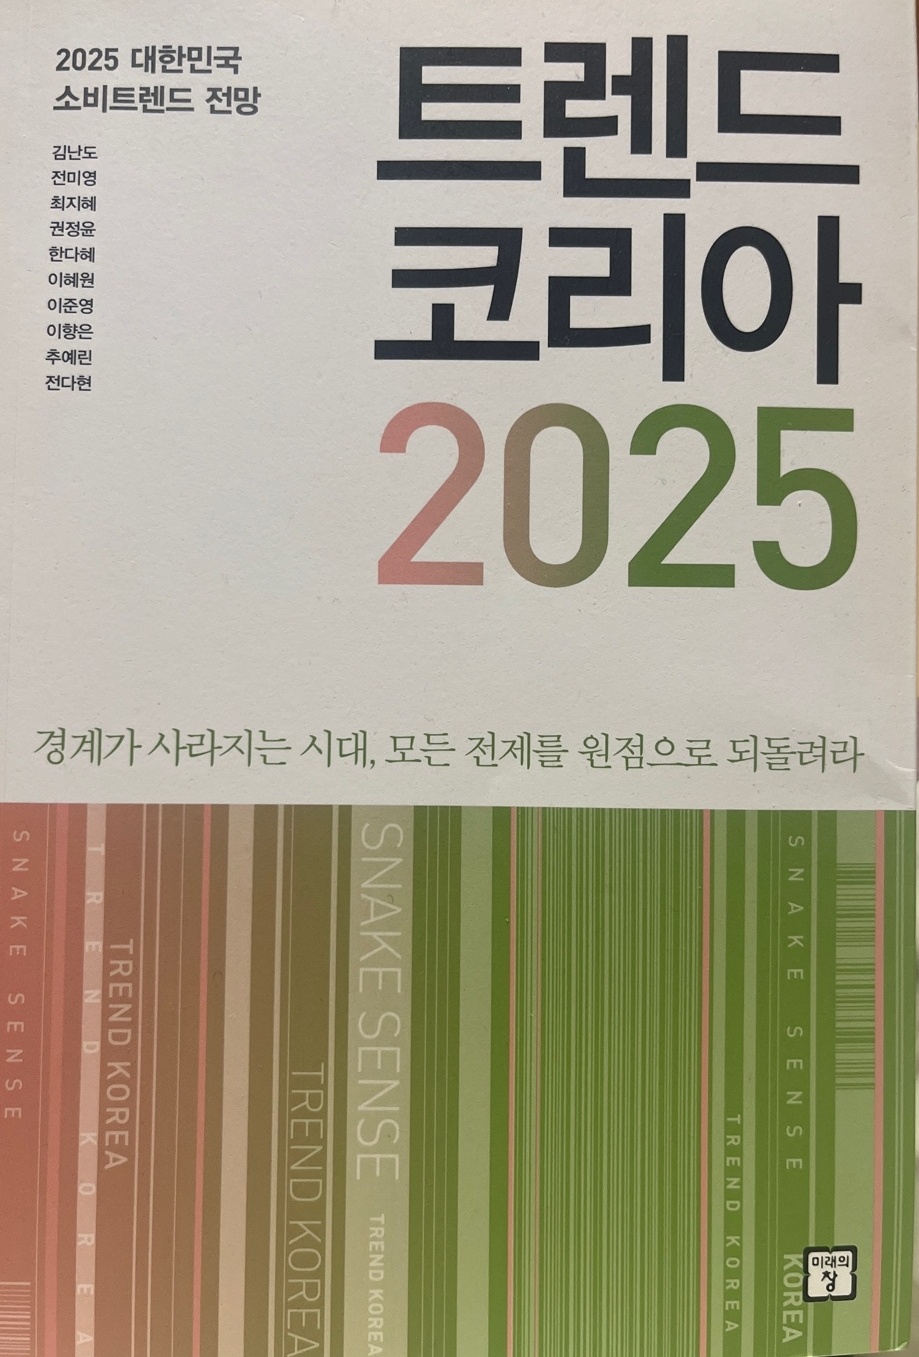 2025 대한민국
소비트렌드 전망
김난도
전미영
최지혜
권정윤
한다혜
이혜원
이준영
이향은
추예린
전다현
트렌드
코리아
2025
경계가 사라지는 시대, 모든 전제를 원점으로 되돌려라
SNAKE SENSE
TREND KOREA
TREND KOREA
TREND KOREA
SNAKE SENSE
TREND KOREA
TREND KOREA
SNAKE SENSE
KOREA
미래의
창